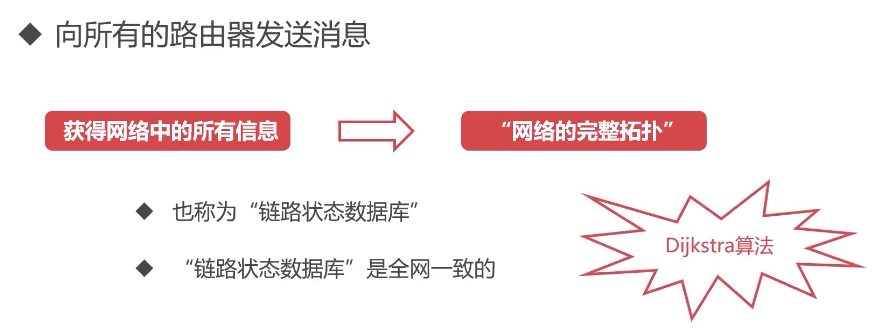 向所有的路由器发送消息
获得网络中的所有信息
“网络的完整拓扑”
也称为“链路状态数据库”
“链路状态数据库”是全网一致的
Dijkstra算法